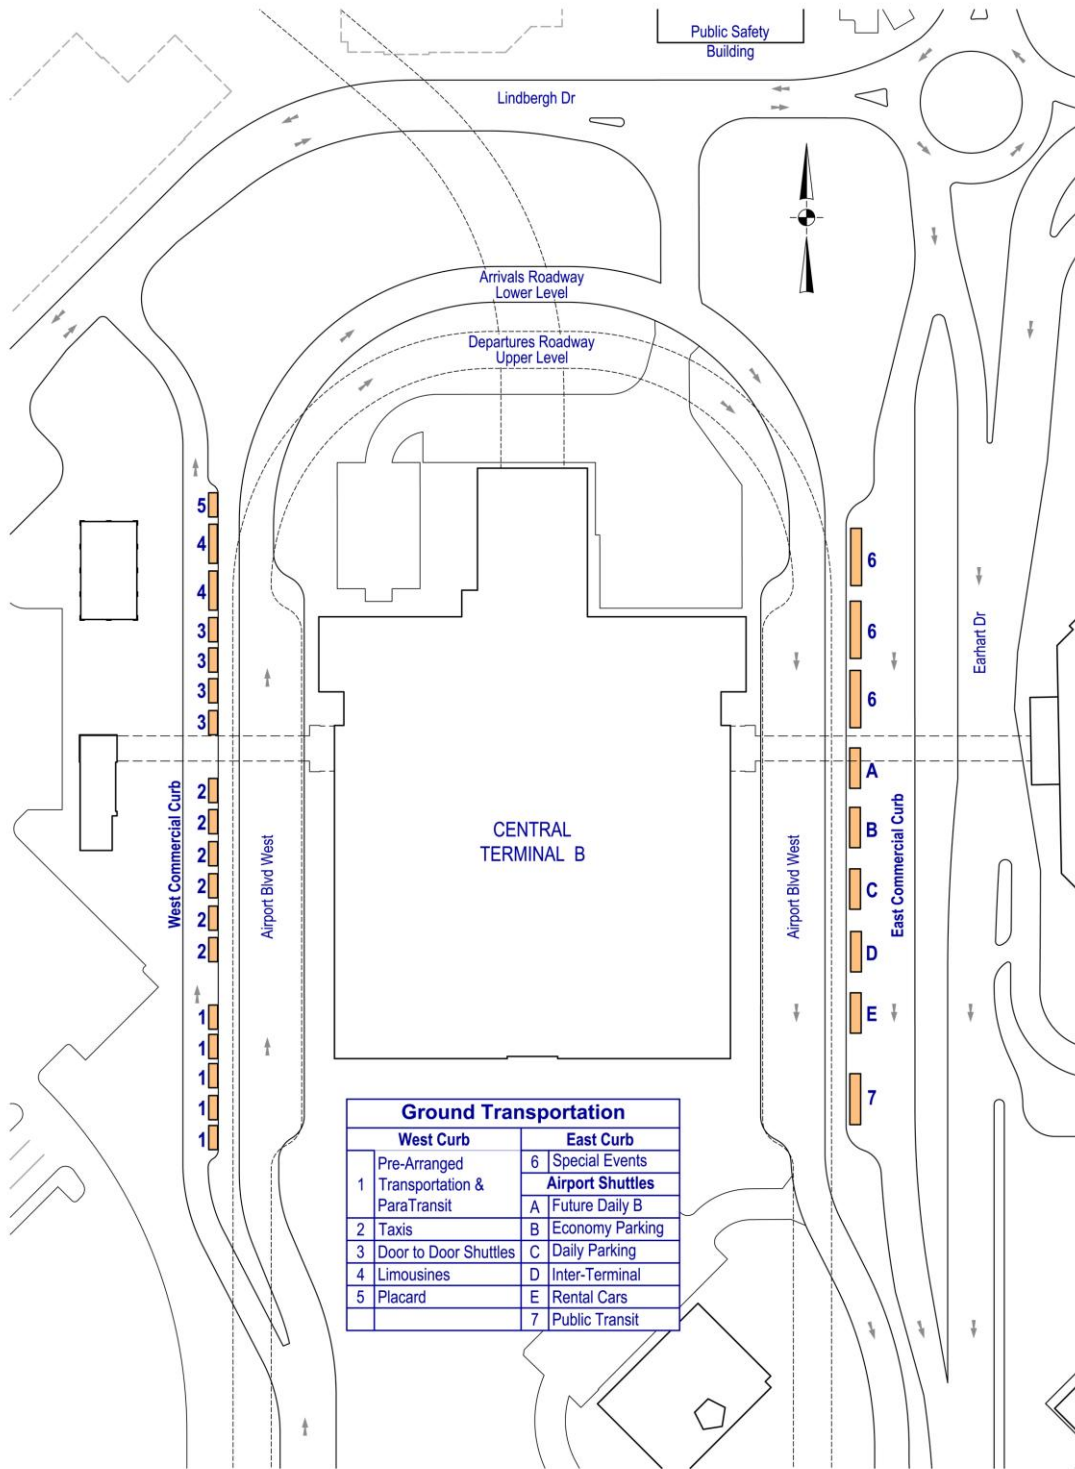 Public Safety
Building
Lindbergh Dr
Arrivals Roadway
Lower Level
Departures Roadway
Upper Level
5
4
4
3
3
3
3
2
2
2
2
2
2
1
1
1
1
1
West Commercial Curb
Airport Blvd West
CENTRAL
TERMINAL B
Airport Blvd West
6
6
6
A
B
C
D
E
7
East Commercial Curb
Earhart Dr
Ground Transportation
West Curb
1 Pre-Arranged
Transportation &
ParaTransit
2 Taxis
3 Door to Door Shuttles
4 Limousines
5 Placard
East Curb
6 Special Events
Airport Shuttles
A Future Daily B
B Economy Parking
C Daily Parking
D Inter-Terminal
E Rental Cars
7 Public Transit